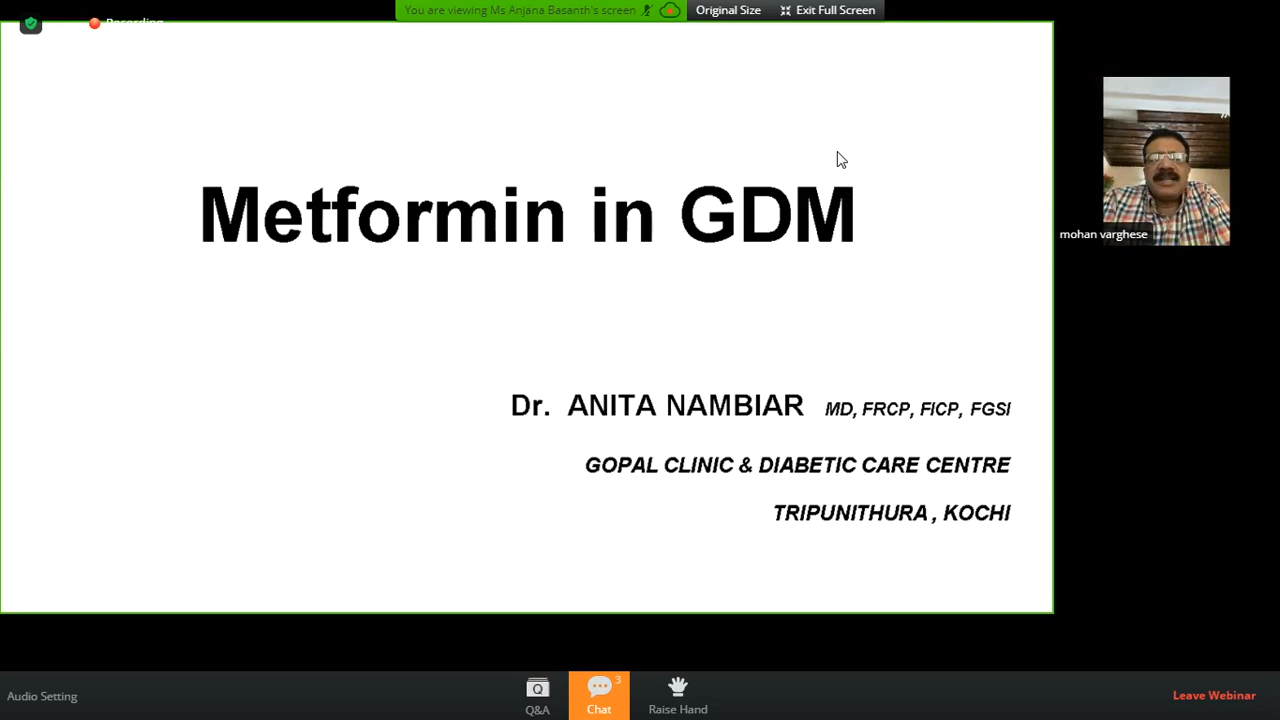 You are viewing Ms Anjana Basanth's screen
Original Size
Exit Full Screen
Recording
Metformin in GDM
mohan varghese
Dr. ANITA NAMBIAR MD, FRCP, FICP, FGSI
GOPAL CLINIC & DIABETIC CARE CENTRE
TRIPUNITHURA , KOCHI
Audio Setting
Q&A
3
Chat
Raise Hand
Leave Webinar